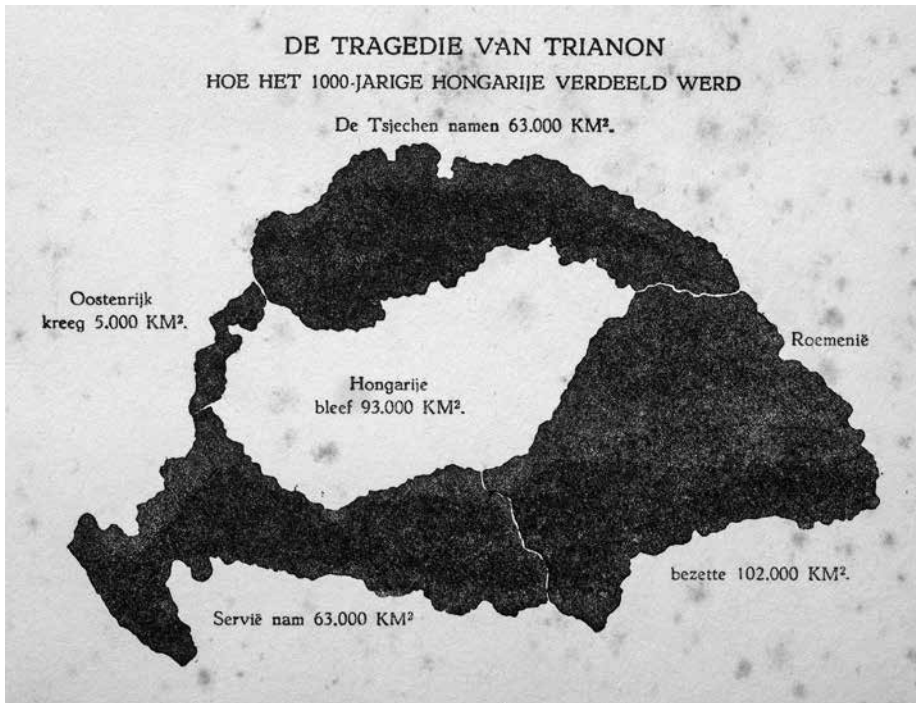 DE TRAGEDIE VAN TRIANON
HOE HET 1000-JARIGE HONGARIJE VERDEELD WERD
De Tsjechen namen 63.000 KM².
Oostenrijk
kreeg 5.000 KM².
Roemenië
Hongarije
bleef 93.000 KM².
bezette 102.000 KM².
Servië nam 63.000 KM²